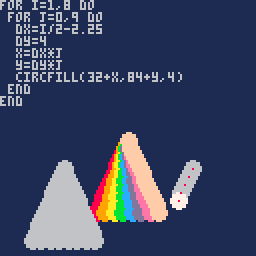 FOR I=1,8 DO
FOR J=0,9 DO
DX=I/2-2.25
DY=4
X=DX*J
Y=DY*J
CIRCFILL(32+X,84+Y,4)
END
END